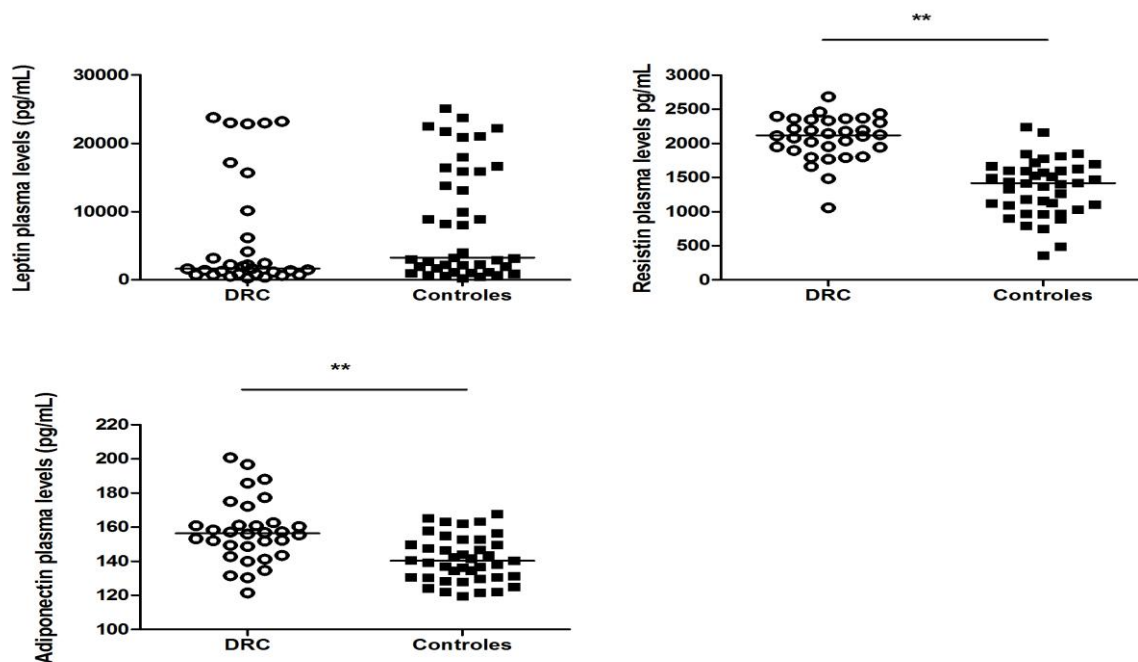 **
Leptin plasma levels (pg/mL)
30000
20000
10000
0
DRC
Controles
Resistin plasma levels pg/mL
3000
2500
2000
1500
1000
500
0
DRC
Controles
**
Adiponectin plasma levels (pg/mL)
220
200
180
160
140
120
100
DRC
Controles